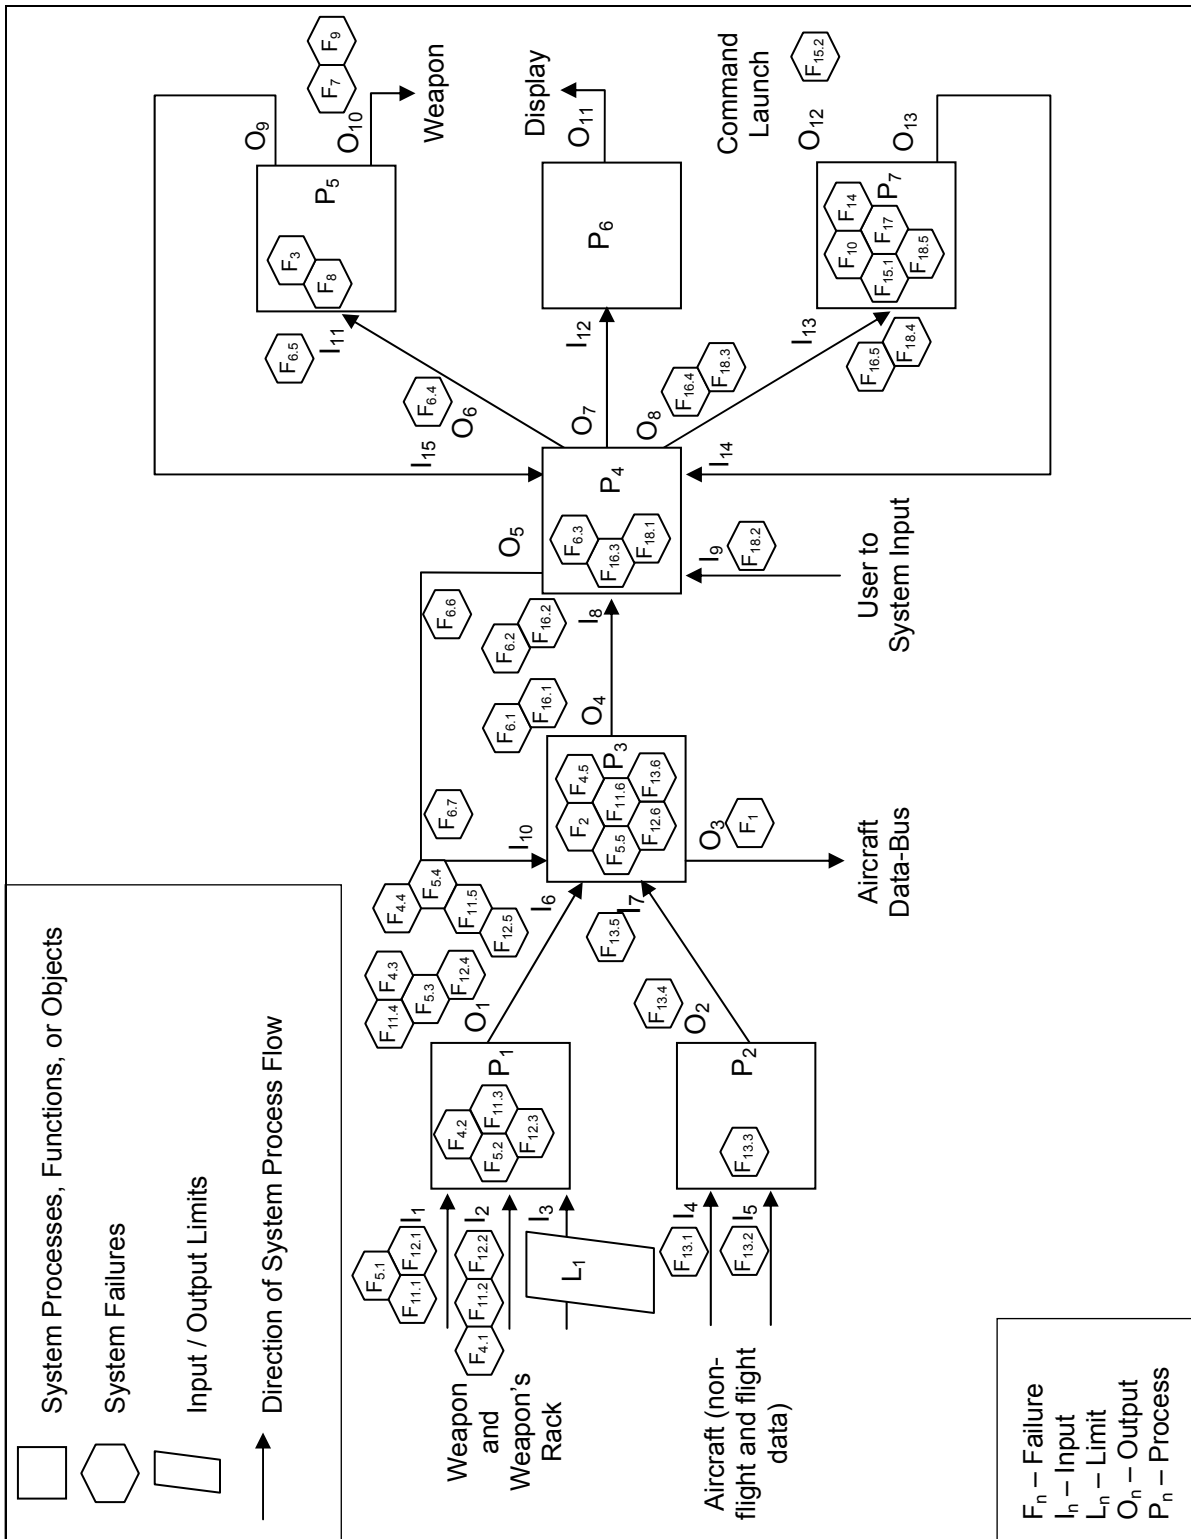 System Processes, Functions, or Objects
System Failures
Input / Output Limits
Direction of System Process Flow
Weapon
and
Weapon's
Rack
F5.1
F11.1
F12.1
I1
F4.1
F11.2
F12.2
I2
I3
L1
Aircraft (non-
flight and flight
data)
F13.1
I4
F13.2
I5
P1
F4.2
F11.3
F5.2
F12.3
P2
F13.3
O1
F11.4
F4.3
F5.3
F12.4
F4.4
F5.4
F11.5
F12.5
I6
O2
F13.4
F13.5
I7
I10
F6.7
F6.6
O5
P3
F2
F4.5
F5.5
F11.6
F12.6
F13.6
O3
F1
Aircraft
Data-Bus
O4
F6.1
F16.1
F6.2
F16.2
I8
P4
F6.3
F16.3
F18.1
I9
F18.2
User to
System Input
I15
O6
F6.4
F6.5
I11
O7
I12
O8
F16.4
F18.3
I14
I13
F16.5
F18.4
P5
F3
F8
O9
O10
F7
F9
Weapon
P6
O11
Display
P7
F10
F14
F15.1
F17
F18.5
O12
F15.2
Command
Launch
O13
Fn – Failure
In – Input
Ln – Limit
On – Output
Pn – Process